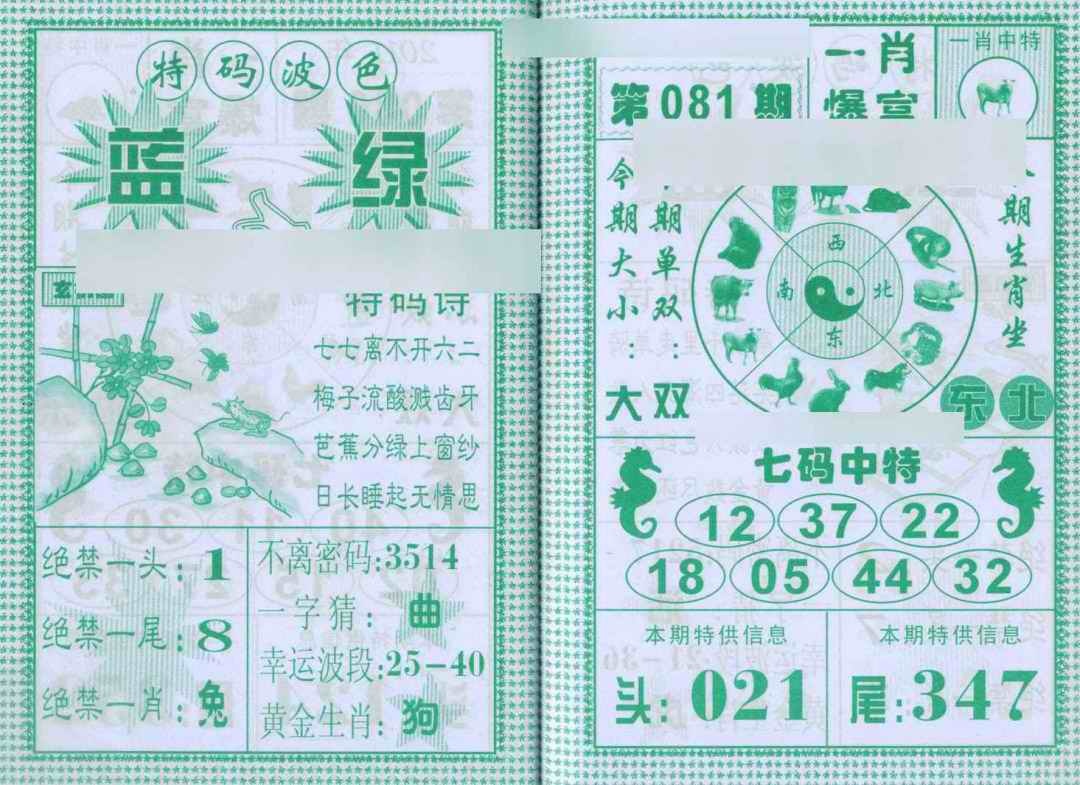 特码波色
蓝 绿
特码诗
七七离不开六二
梅子流酸溅齿牙
芭蕉分绿上窗纱
日长睡起无情思
绝禁一头:1
绝禁一尾:8
绝禁一肖:兔
不离密码:3514
一字猜:曲
幸运波段:25-40
黄金生肖:狗
第081期
一肖
爆富
一肖中特
今期大小:大
期单双:双
期生肖坐
东北
西
南
北
东
七码中特
12 37 22
18 05 44 32
本期特供信息
头:021
本期特供信息
尾:347